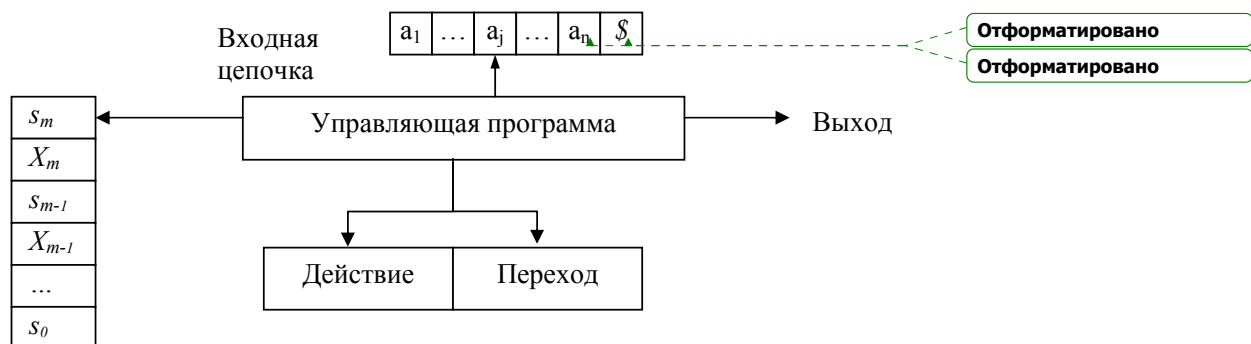 a₁ … aⱼ … aₙ $
Отформатировано
Отформатировано
Входная
цепочка
Управляющая программа
Выход
sₘ
Xₘ
sₘ₋₁
Xₘ₋₁
...
s₀
Действие Переход